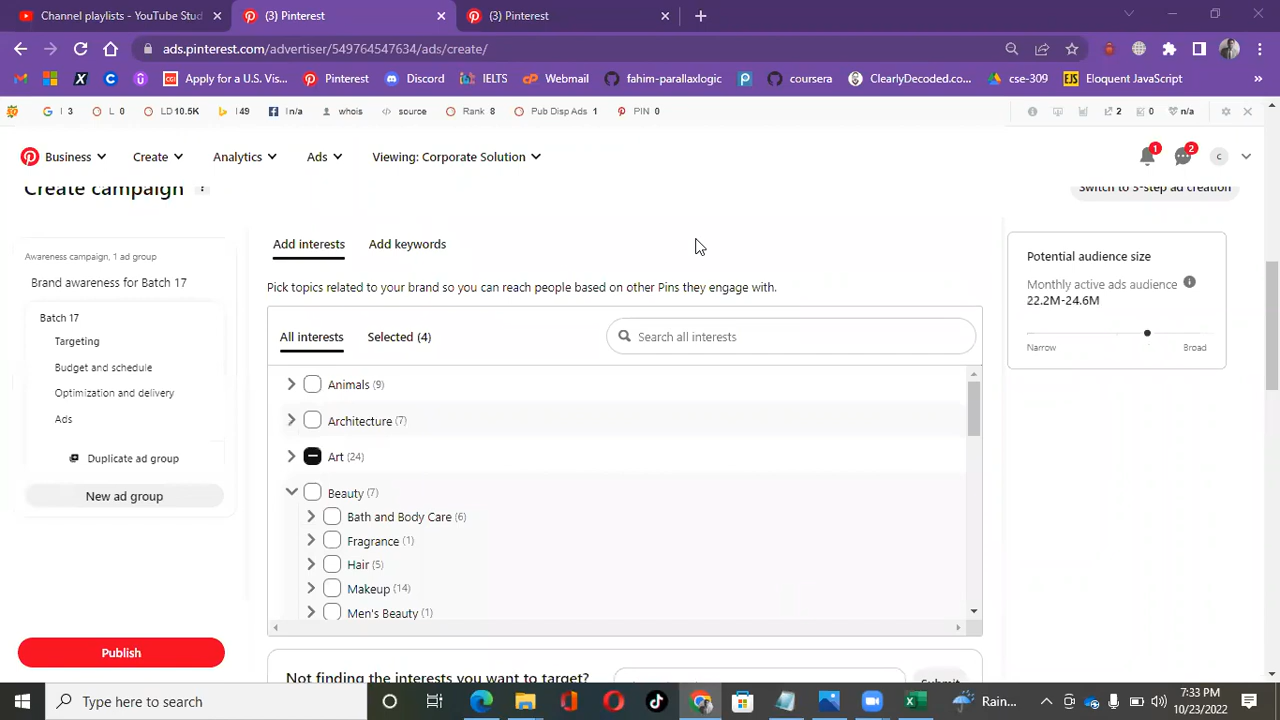 Channel playlists - YouTube Stud
(3) Pinterest
(3) Pinterest
ads.pinterest.com/advertiser/549764547634/ads/create/
Apply for a U.S. Vis...
Pinterest
Discord
IELTS
Webmail
fahim-parallaxlogic
coursera
ClearlyDecoded.co...
cse-309
EJS Eloquent JavaScript
I 3
L 0
LD 10.5K
I 49
I n/a
whois
source
Rank 8
Pub Disp Ads 1
PIN 0
2
0
n/a
Business
Create
Analytics
Ads
Viewing: Corporate Solution
1
2
C
Create campaign
Switch to 3-step ad creation
Awareness campaign, 1 ad group
Brand awareness for Batch 17
Batch 17
Targeting
Budget and schedule
Optimization and delivery
Ads
Duplicate ad group
New ad group
Publish
Add interests
Add keywords
Pick topics related to your brand so you can reach people based on other Pins they engage with.
All interests
Selected (4)
Search all interests
Animals (9)
Architecture (7)
Art (24)
Beauty (7)
Bath and Body Care (6)
Fragrance (1)
Hair (5)
Makeup (14)
Men's Beauty (1)
Not finding the interests you want to target?
Submit
Potential audience size
Monthly active ads audience
22.2M-24.6M
Narrow
Broad
Type here to search
Rain...
7:33 PM
10/23/2022